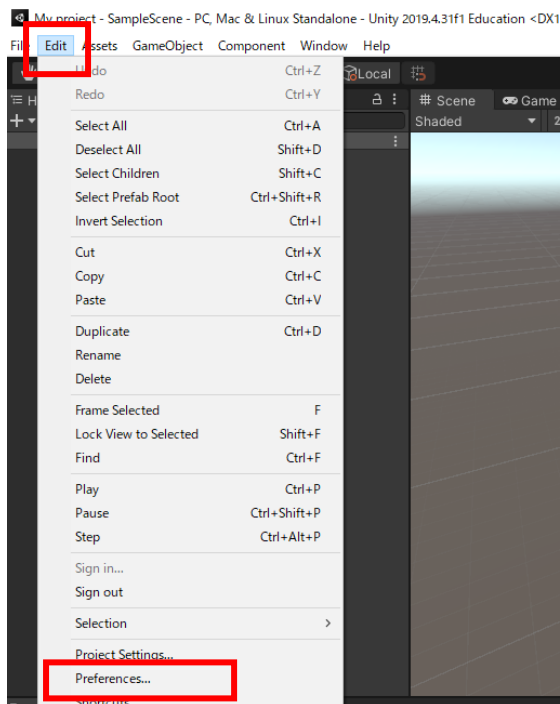 My project - SampleScene - PC, Mac & Linux Standalone - Unity 2019.4.31f1 Education <DX1
Fil Edit Assets GameObject Component Window Help
Undo Ctrl+Z
Local
Redo Ctrl+Y
H
# Scene Game
Shaded 2
Select All Ctrl+A
Deselect All Shift+D
Select Children Shift+C
Select Prefab Root Ctrl+Shift+R
Invert Selection Ctrl+I
Cut Ctrl+X
Copy Ctrl+C
Paste Ctrl+V
Duplicate Ctrl+D
Rename
Delete
Frame Selected F
Lock View to Selected Shift+F
Find Ctrl+F
Play Ctrl+P
Pause Ctrl+Shift+P
Step Ctrl+Alt+P
Sign in...
Sign out
Selection >
Project Settings...
Preferences...
Shortcuts...